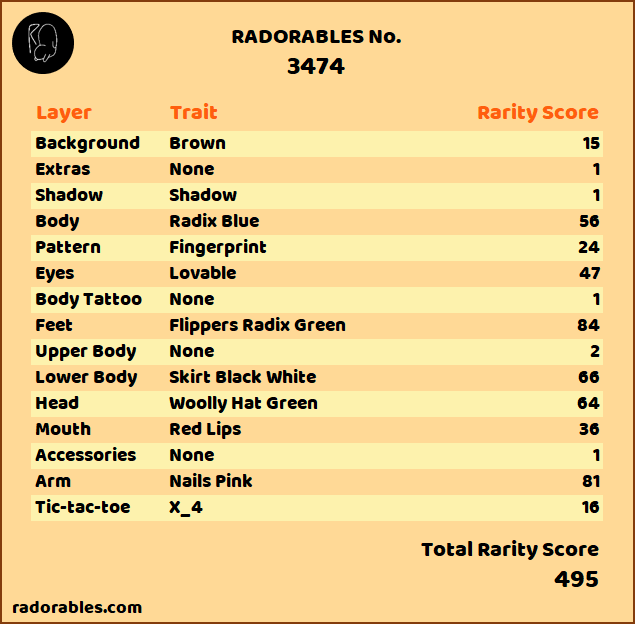 RADORABLES No.
3474
Layer Trait Rarity Score
Background Brown 15
Extras None 1
Shadow Shadow 1
Body Radix Blue 56
Pattern Fingerprint 24
Eyes Lovable 47
Body Tattoo None 1
Feet Flippers Radix Green 84
Upper Body None 2
Lower Body Skirt Black White 66
Head Woolly Hat Green 64
Mouth Red Lips 36
Accessories None 1
Arm Nails Pink 81
Tic-tac-toe X_4 16
Total Rarity Score
495
radorables.com